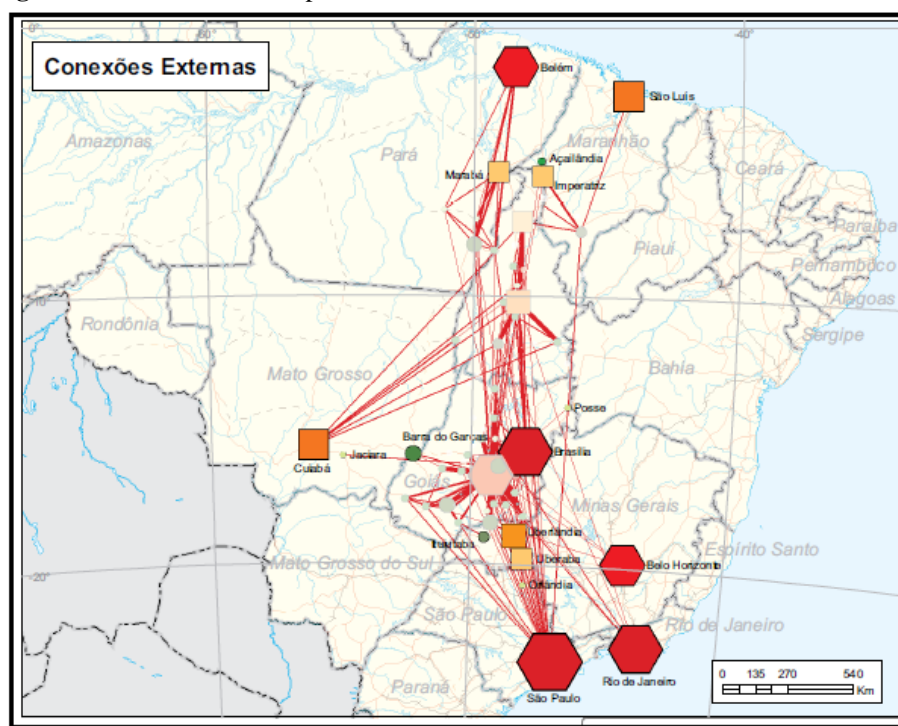 0°
-50°
-40°
Conexões Externas
Belém
São Luís
Amazonas
Pará
Maranhão
Ceará
Açailândia
Marabá
Imperatriz
Paraíba
Piauí
Pernambuco
Alagoas
Rondônia
Sergipe
Mato Grosso
Bahia
Posse
Barra do Garças
Brasília
Jaciara
Cuiabá
Goiás
Minas Gerais
Uberlândia
Ituiutaba
Espírito Santo
Mato Grosso do Sul
Uberaba
Belo Horizonte
-20°
Orlândia
São Paulo
Rio de Janeiro
Paraná
Rio de Janeiro
São Paulo
0 135 270 540
Km